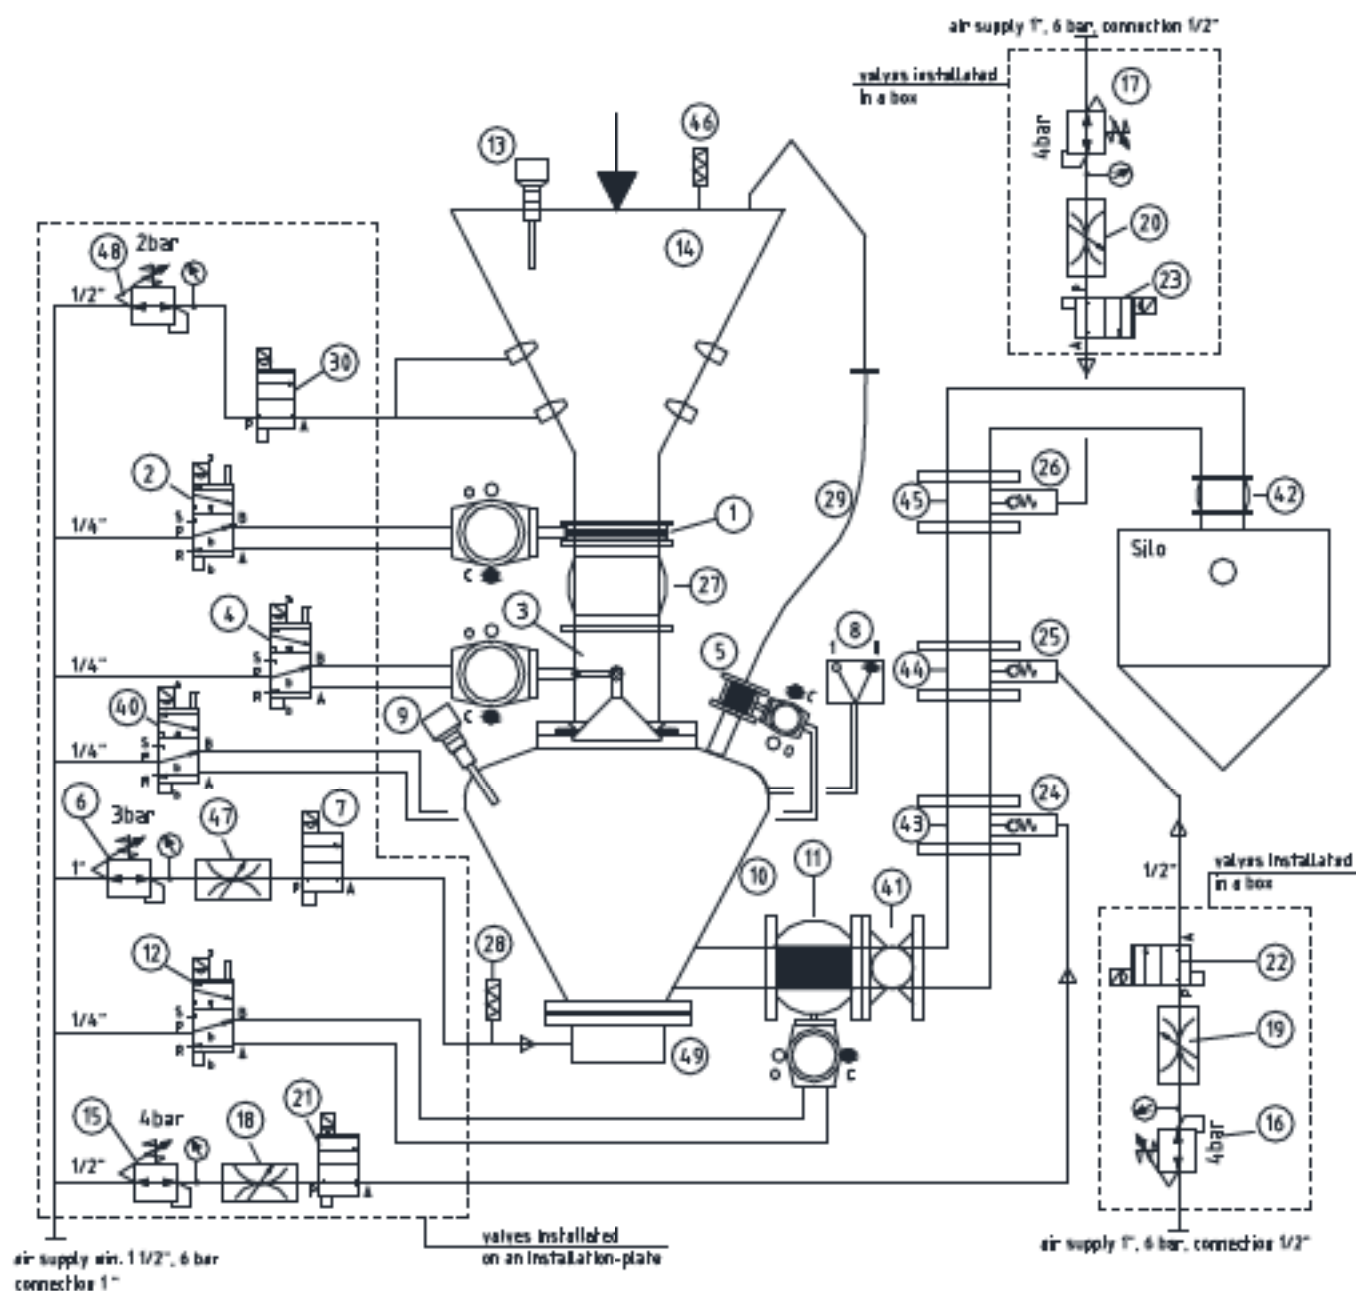 air supply 1", 6 bar, connection 1/2"
valves installated
in a box
17
4bar
46
13
20
14
48
2bar
23
1/2"
P
A
30
P
A
2
26
45
42
1/4"
S
P
R
B
A
b
1
29
Silo
C
27
3
4
8
25
5
1/4"
S
P
R
B
A
b
44
C
C
O
40
9
1/4"
S
P
R
B
A
b
6
3bar
47
7
24
43
1"
P
A
11
10
41
1/2"
valves installated
in a box
12
28
22
A
P
1/4"
S
P
R
B
A
b
19
49
O
C
15
4bar
18
21
16
4bar
1/2"
P
A
valves installated
on an installation-plate
air supply min. 1 1/2", 6 bar
connection 1"
air supply 1", 6 bar, connection 1/2"